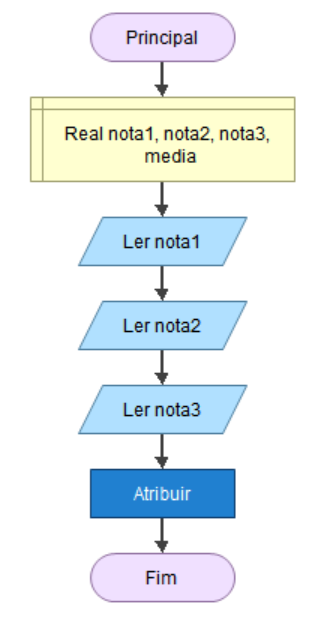 Principal
Real nota1, nota2, nota3,
media
Ler nota1
Ler nota2
Ler nota3
Atribuir
Fim